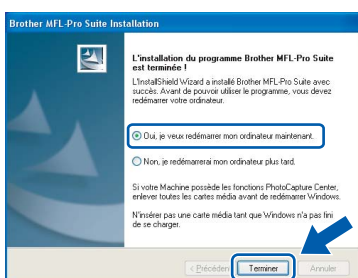 Brother MFL-Pro Suite Installation
L'installation du programme Brother MFL-Pro Suite
est terminée !
L'InstallShield Wizard a installé Brother MFL-Pro Suite avec
succès. Avant de pouvoir utiliser le programme, vous devez
redémarrer votre ordinateur.
Oui, je veux redémarrer mon ordinateur maintenant.
Non, je redémarrerai mon ordinateur plus tard.
Si votre Machine possède les fonctions PhotoCapture Center,
enlever toutes les cartes média avant de redémarrer Windows.
N'insérer pas une carte média tant que Windows n'a pas fini
de se charger.
< Précédent Terminer Annuler